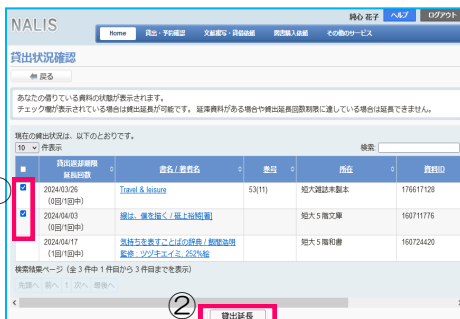 NALIS
時心 花子 ヘルプ ログアウト
Home 貸出・予約確認 文献複写・貸借依頼 図書購入依頼 その他のサービス
貸出状況確認
戻る
あなたの借りている資料の状態が表示されます。
チェック欄が表示されている場合は貸出延長が可能です。 延滞資料がある場合や貸出延長回数制限に達している場合は延長できません。
現在の貸出状況は、以下のとおりです。
10 件表示 検索:
貸出返却期限 延長回数 書名 / 著者名 巻号 所在 資料ID
2024/03/26 Travel & leisure 53(11) 短大雑誌未製本 176617128
(0回/1回中)
2024/04/03 線は、僕を描く / 砥上裕將[著] 短大５階文庫 160711776
(0回/1回中)
2024/04/17 気持ちを表すことばの辞典 / 飯間浩明 短大５階和書 160724420
(1回/1回中) 監修 ; ツヅキエイミ, 252%絵
検索結果ページ (全 3 件中 1 件目から 3 件目までを表示)
先頭へ 前へ 1 次へ 最後へ
②
貸出延長